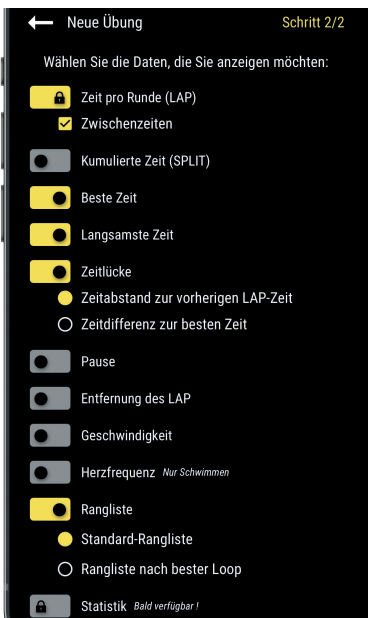 Neue Übung Schritt 2/2
Wählen Sie die Daten, die Sie anzeigen möchten:
Zeit pro Runde (LAP)
Zwischenzeiten
Kumulierte Zeit (SPLIT)
Beste Zeit
Langsamste Zeit
Zeitlücke
Zeitabstand zur vorherigen LAP-Zeit
Zeitdifferenz zur besten Zeit
Pause
Entfernung des LAP
Geschwindigkeit
Herzfrequenz Nur Schwimmen
Rangliste
Standard-Rangliste
Rangliste nach bester Loop
Statistik Bald verfügbar !